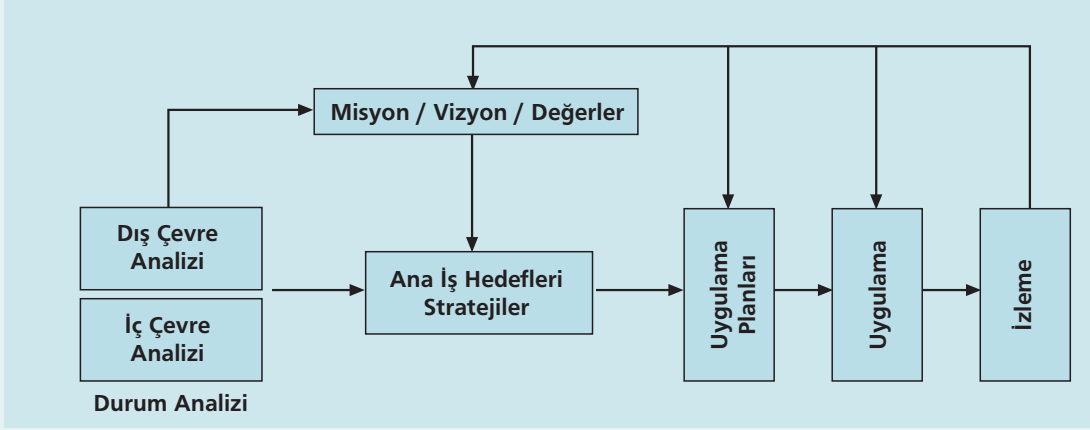 Misyon / Vizyon / Değerler
Dış Çevre
Analizi
İç Çevre
Analizi
Durum Analizi
Ana İş Hedefleri
Stratejiler
Uygulama
Planları
Uygulama
İzleme